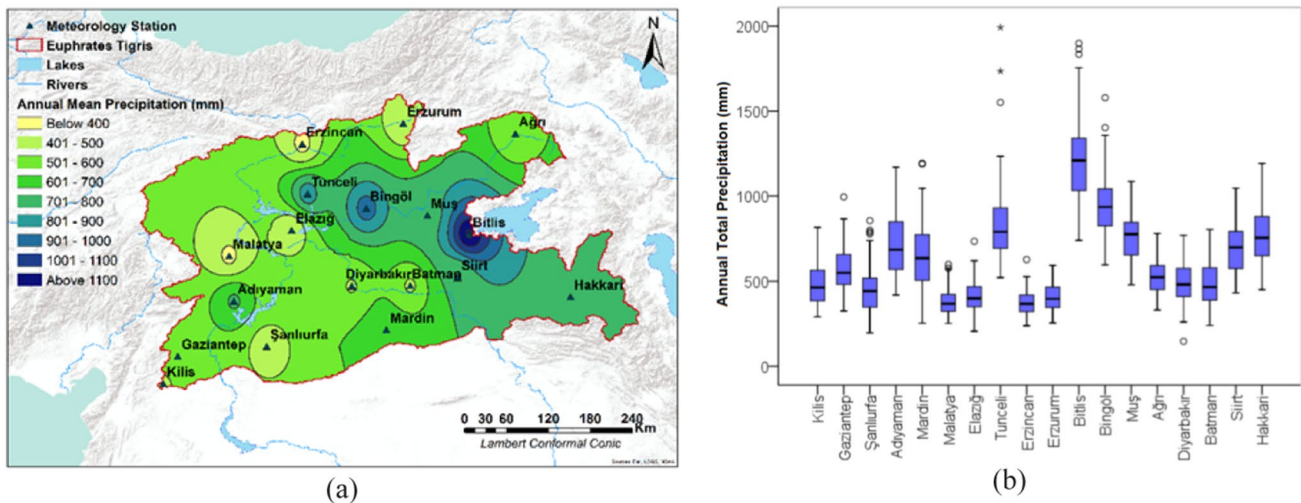 Meteorology Station
Euphrates Tigris
Lakes
Rivers
Annual Mean Precipitation (mm)
Below 400
401 - 500
501 - 600
601 - 700
701 - 800
801 - 900
901 - 1000
1001 - 1100
Above 1100
N
Erzurum
Erzincan
Ağrı
Tunceli
Bingöl
Muş
Elazığ
Bitlis
Malatya
Siirt
Diyarbakır
Batman
Adıyaman
Hakkari
Mardin
Şanlıurfa
Gaziantep
Kilis
0 30 60 120 180 240
Km
Lambert Conformal Conic
(a)
Annual Total Precipitation (mm)
2000
1500
1000
500
0
Kilis
Gaziantep
Şanlıurfa
Adıyaman
Mardin
Malatya
Elazığ
Tunceli
Erzincan
Erzurum
Bitlis
Bingöl
Muş
Ağrı
Diyarbakır
Batman
Siirt
Hakkari
(b)